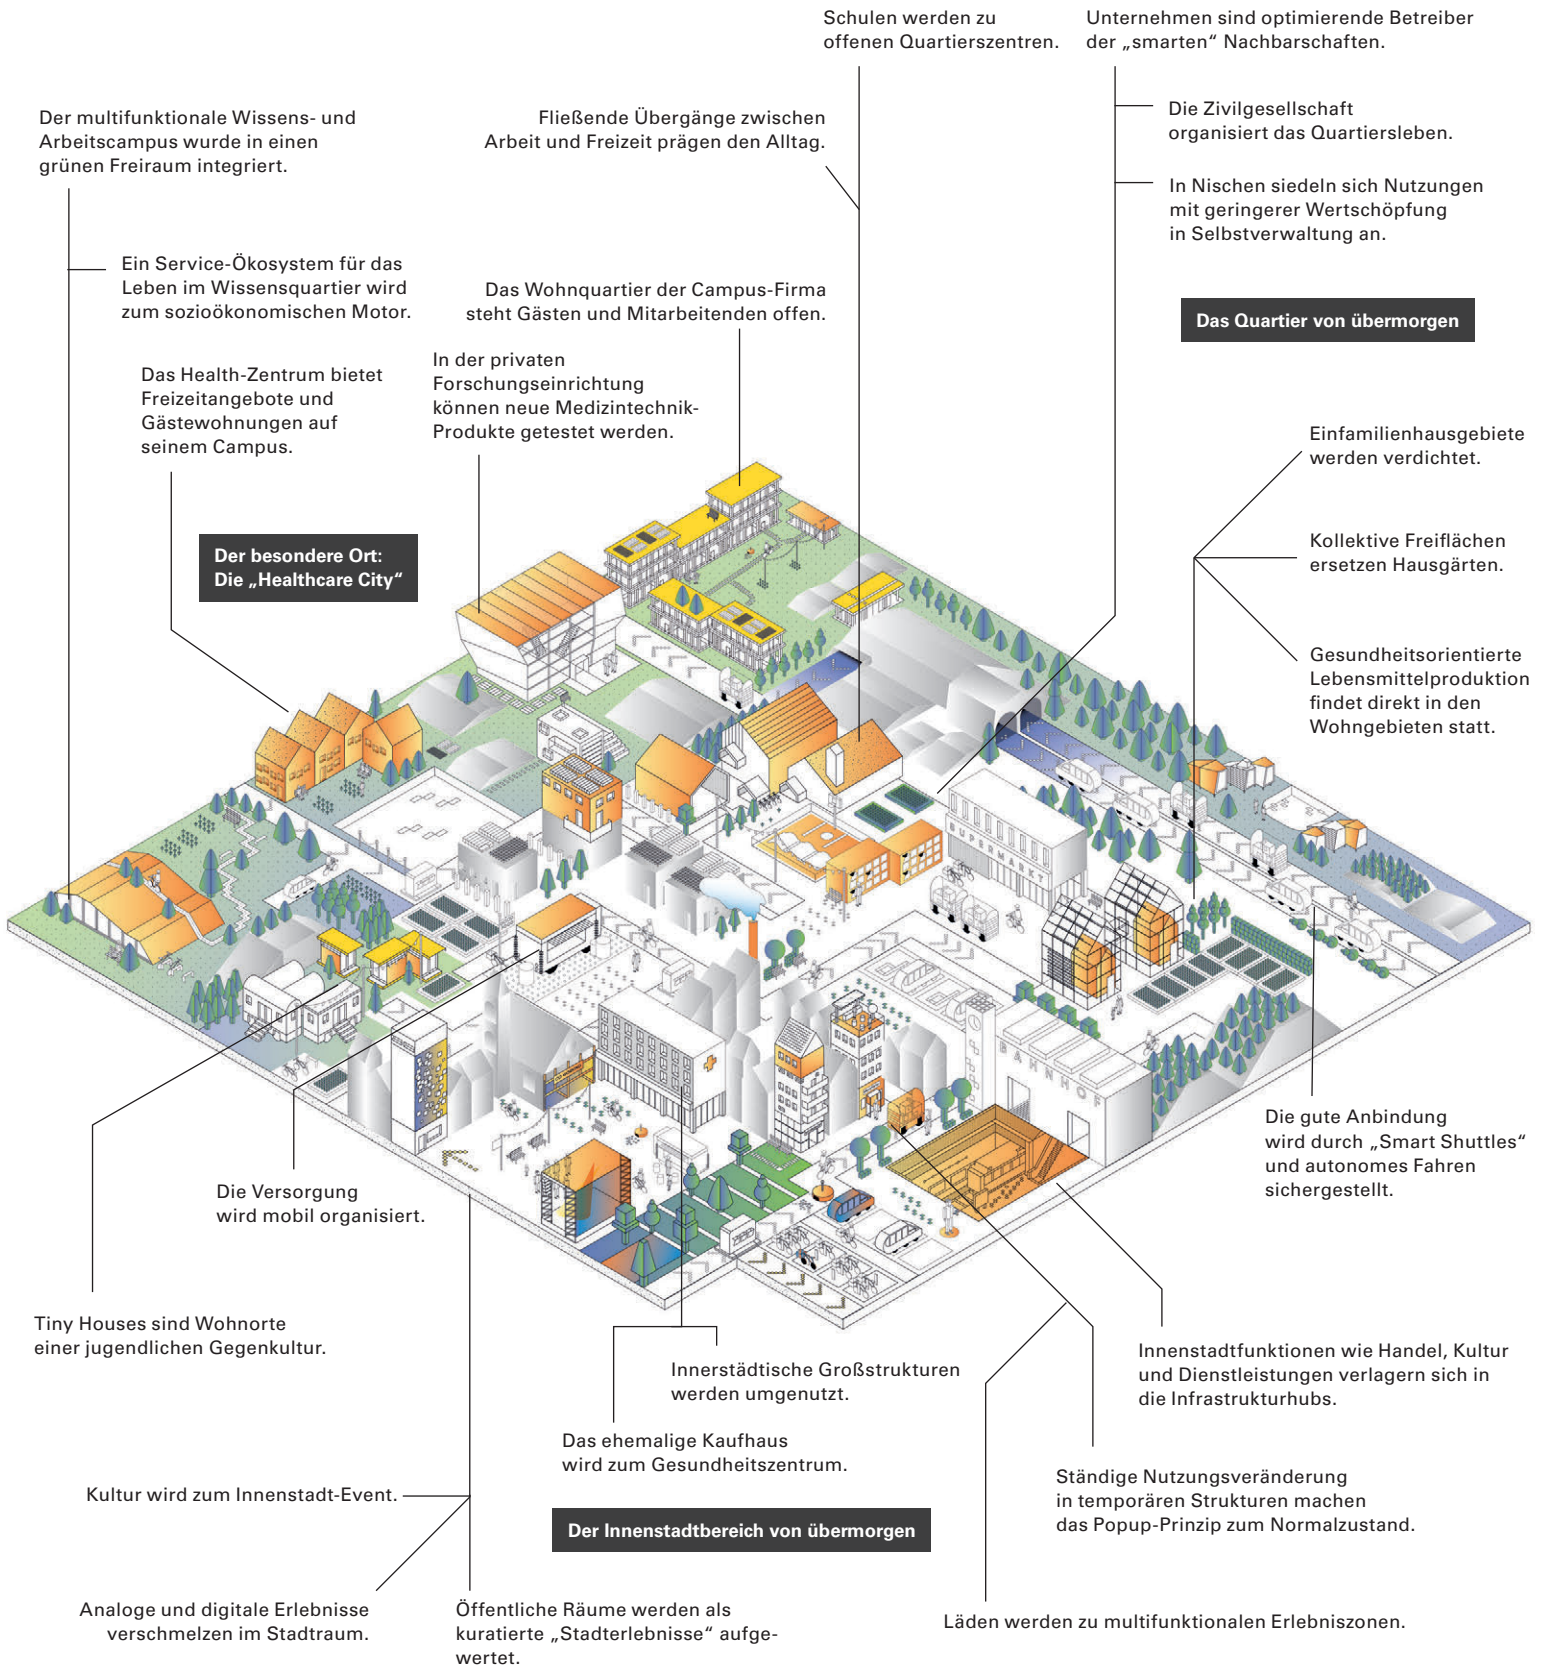 Schulen werden zu
offenen Quartierszentren.
Unternehmen sind optimierende Betreiber
der „smarten“ Nachbarschaften.
Der multifunktionale Wissens- und
Arbeitscampus wurde in einen
grünen Freiraum integriert.
Fließende Übergänge zwischen
Arbeit und Freizeit prägen den Alltag.
Die Zivilgesellschaft
organisiert das Quartiersleben.
In Nischen siedeln sich Nutzungen
mit geringerer Wertschöpfung
in Selbstverwaltung an.
Ein Service-Ökosystem für das
Leben im Wissensquartier wird
zum sozioökonomischen Motor.
Das Wohnquartier der Campus-Firma
steht Gästen und Mitarbeitenden offen.
Das Quartier von übermorgen
Das Health-Zentrum bietet
Freizeitangebote und
Gästewohnungen auf
seinem Campus.
In der privaten
Forschungseinrichtung
können neue Medizintechnik-
Produkte getestet werden.
Einfamilienhausgebiete
werden verdichtet.
Der besondere Ort:
Die „Healthcare City“
Kollektive Freiflächen
ersetzen Hausgärten.
Gesundheitsorientierte
Lebensmittelproduktion
findet direkt in den
Wohngebieten statt.
SUPERMARKT
BAHNHOF
Die gute Anbindung
wird durch „Smart Shuttles“
und autonomes Fahren
sichergestellt.
Die Versorgung
wird mobil organisiert.
Tiny Houses sind Wohnorte
einer jugendlichen Gegenkultur.
Innerstädtische Großstrukturen
werden umgenutzt.
Innenstadtfunktionen wie Handel, Kultur
und Dienstleistungen verlagern sich in
die Infrastrukturhubs.
Das ehemalige Kaufhaus
wird zum Gesundheitszentrum.
Kultur wird zum Innenstadt-Event.
Ständige Nutzungsveränderung
in temporären Strukturen machen
das Popup-Prinzip zum Normalzustand.
Der Innenstadtbereich von übermorgen
Analoge und digitale Erlebnisse
verschmelzen im Stadtraum.
Öffentliche Räume werden als
kuratierte „Stadterlebnisse“ aufge-
wertet.
Läden werden zu multifunktionalen Erlebniszonen.